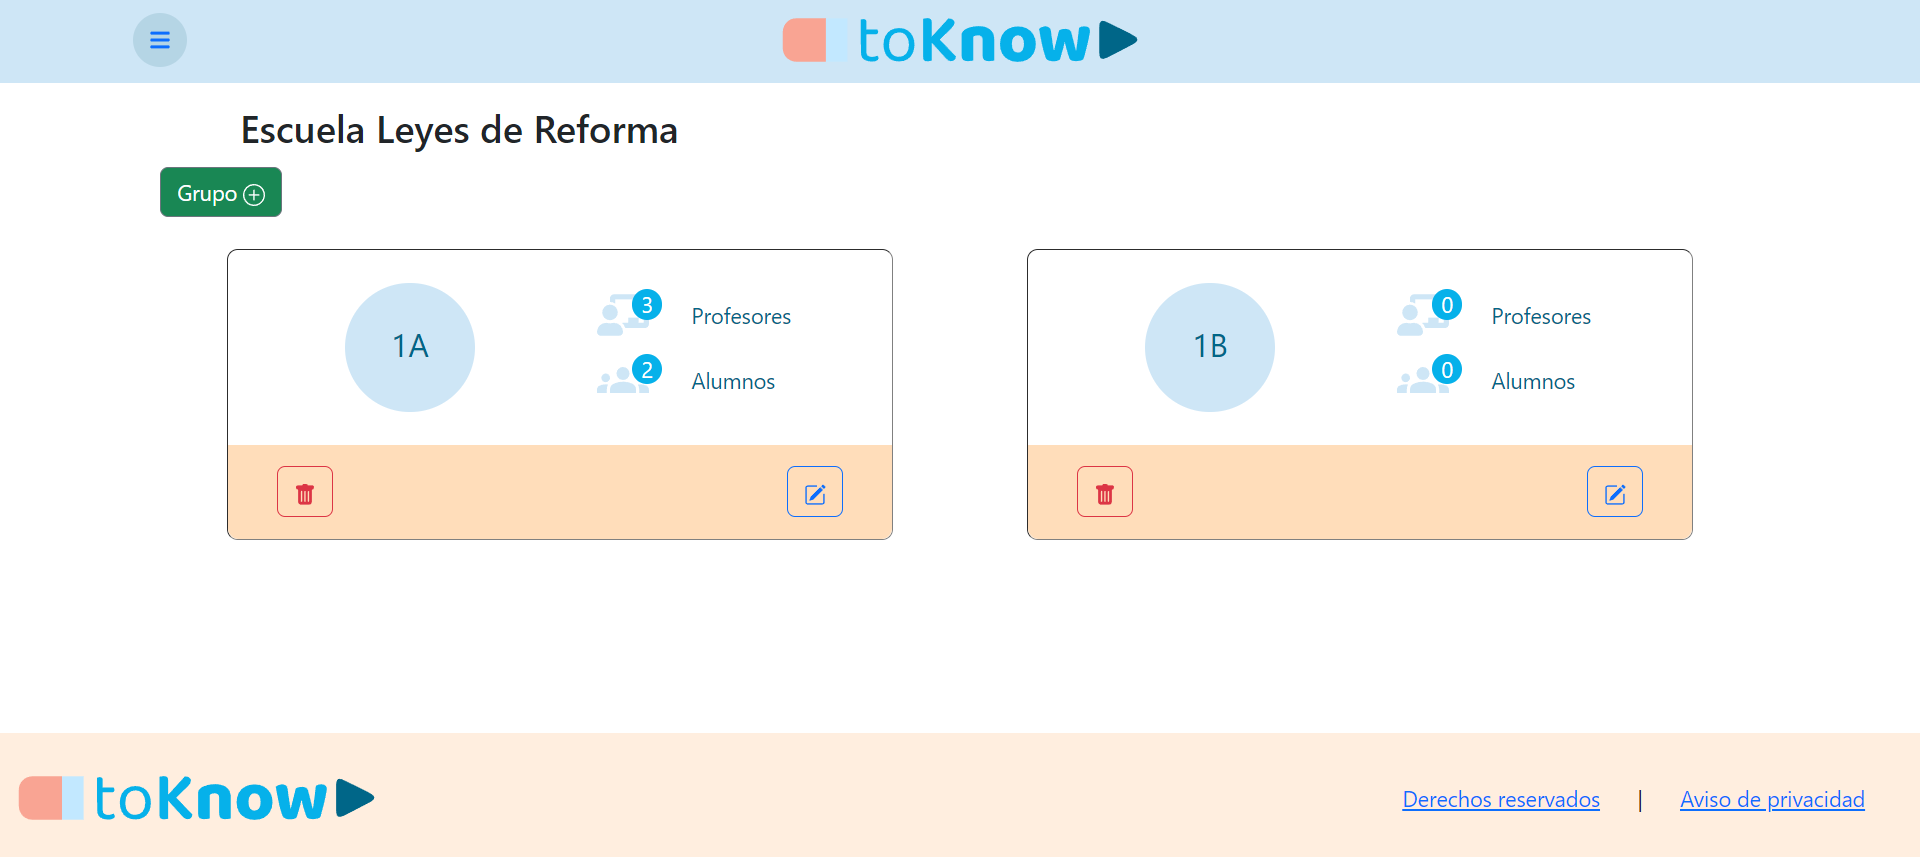 toKnow
Escuela Leyes de Reforma
Grupo
1A
3
Profesores
2
Alumnos
1B
0
Profesores
0
Alumnos
toKnow
Derechos reservados | Aviso de privacidad